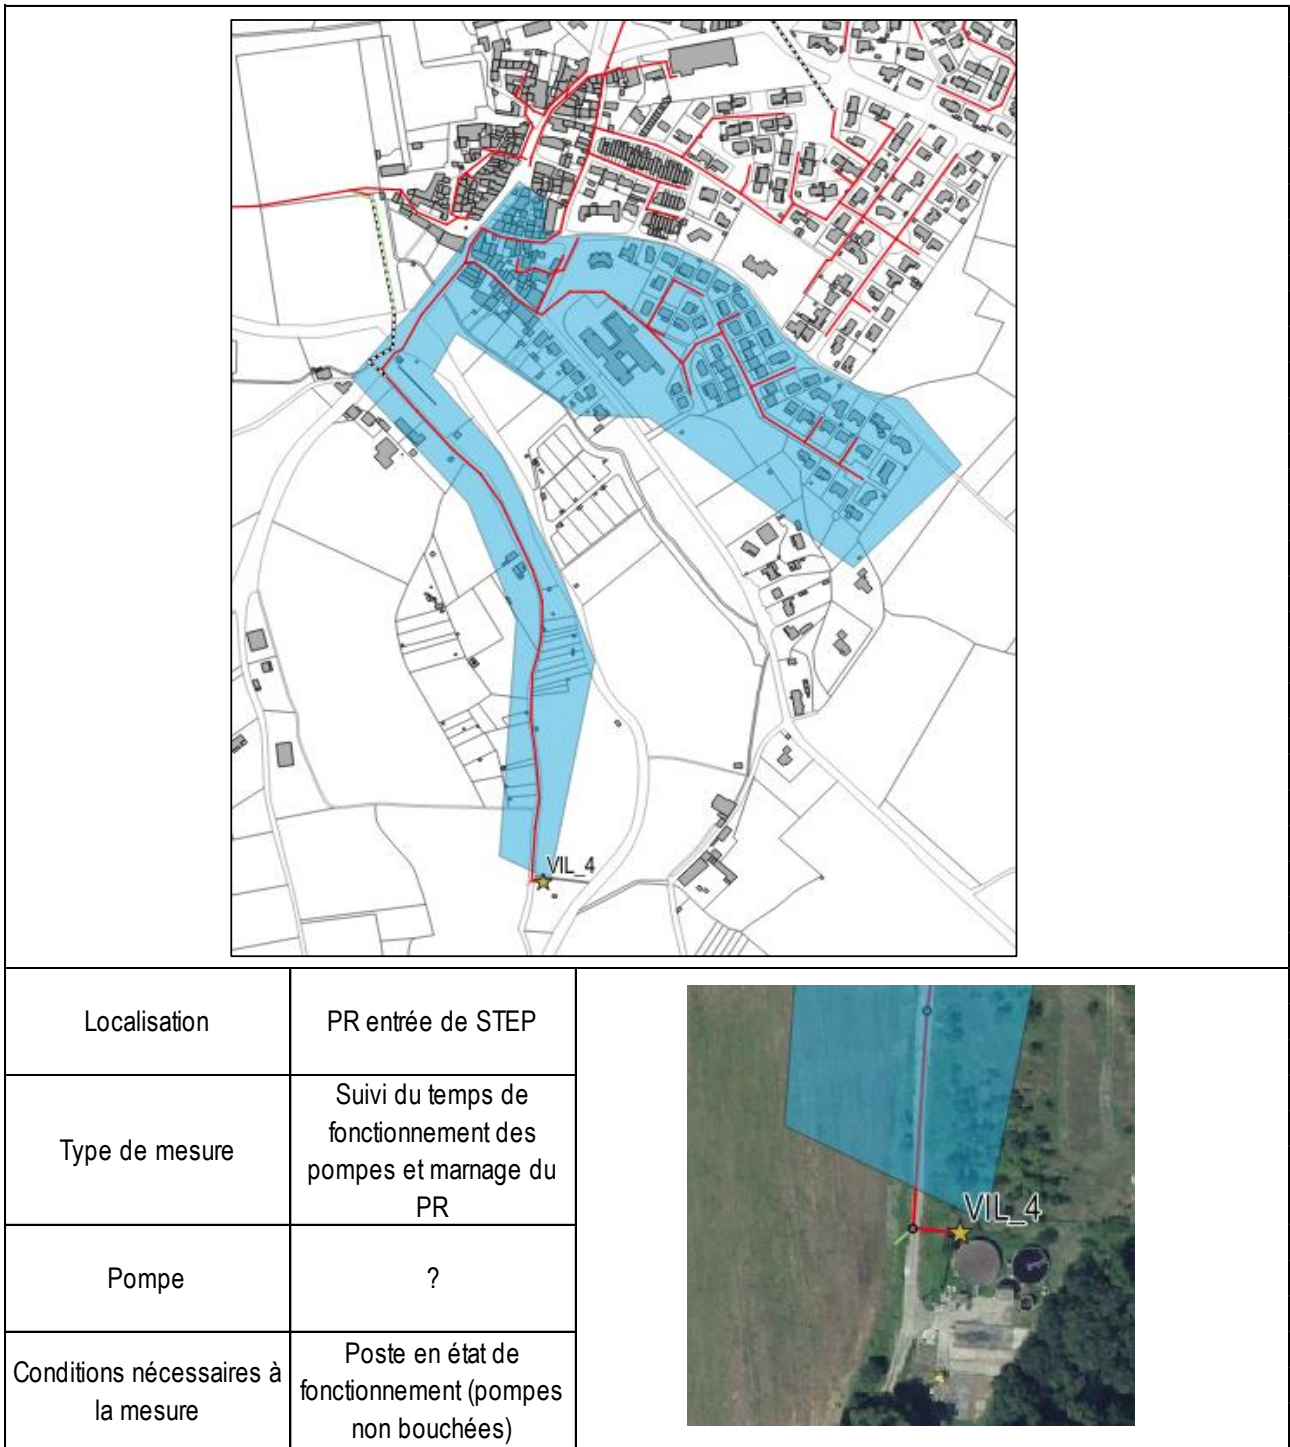 VIL_4
Localisation
PR entrée de STEP
Type de mesure
Suivi du temps de
fonctionnement des
pompes et marnage du
PR
Pompe
?
Conditions nécessaires à
la mesure
Poste en état de
fonctionnement (pompes
non bouchées)
VIL_4